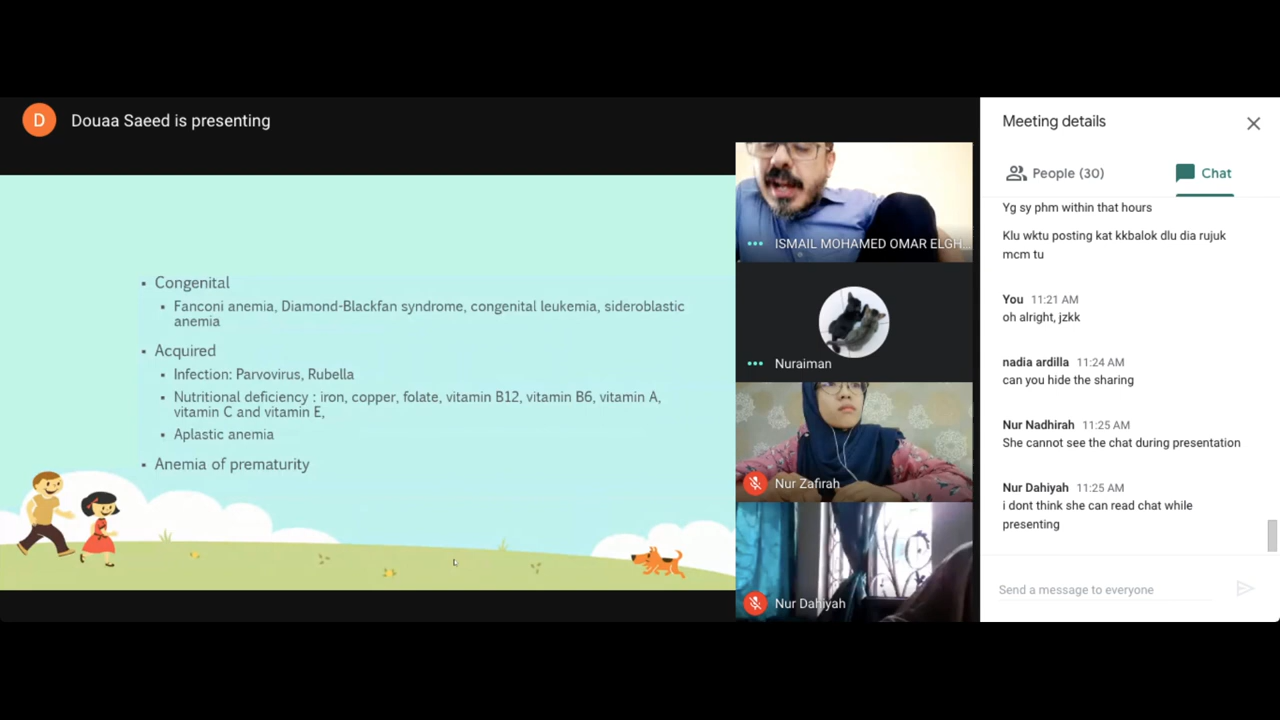 D
Douaa Saeed is presenting
▪ Congenital
▪ Fanconi anemia, Diamond-Blackfan syndrome, congenital leukemia, sideroblastic
anemia
▪ Acquired
▪ Infection: Parvovirus, Rubella
▪ Nutritional deficiency : iron, copper, folate, vitamin B12, vitamin B6, vitamin A,
vitamin C and vitamin E,
▪ Aplastic anemia
▪ Anemia of prematurity
ISMAIL MOHAMED OMAR ELGH...
Nuraiman
Nur Zafirah
Nur Dahiyah
Meeting details
People (30)
Chat
Yg sy phm within that hours
Klu wktu posting kat kkbalok dlu dia rujuk
mcm tu
You 11:21 AM
oh alright, jzkk
nadia ardilla 11:24 AM
can you hide the sharing
Nur Nadhirah 11:25 AM
She cannot see the chat during presentation
Nur Dahiyah 11:25 AM
i dont think she can read chat while
presenting
Send a message to everyone